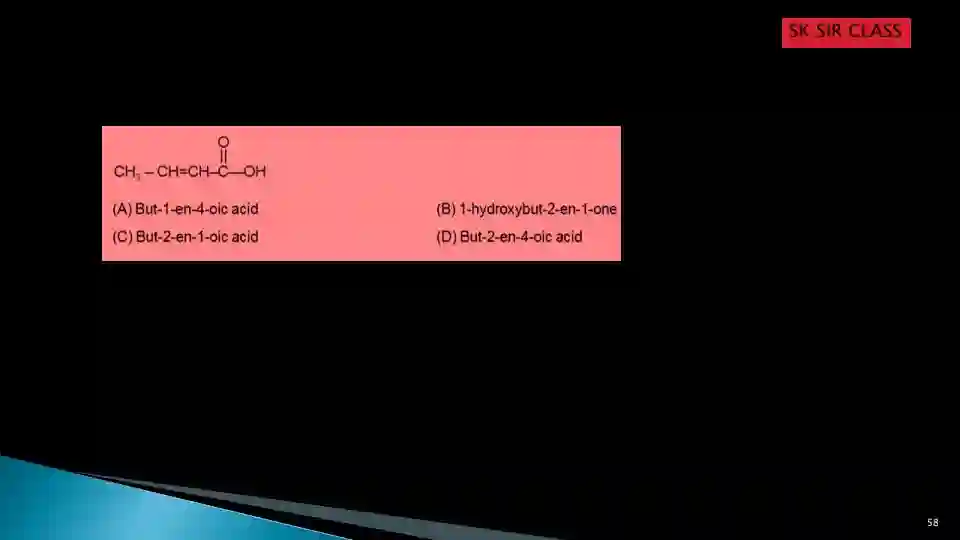 SK SIR CLASS
O
||
CH₃ – CH=CH–C—OH
(A) But-1-en-4-oic acid (B) 1-hydroxybut-2-en-1-one
(C) But-2-en-1-oic acid (D) But-2-en-4-oic acid
58